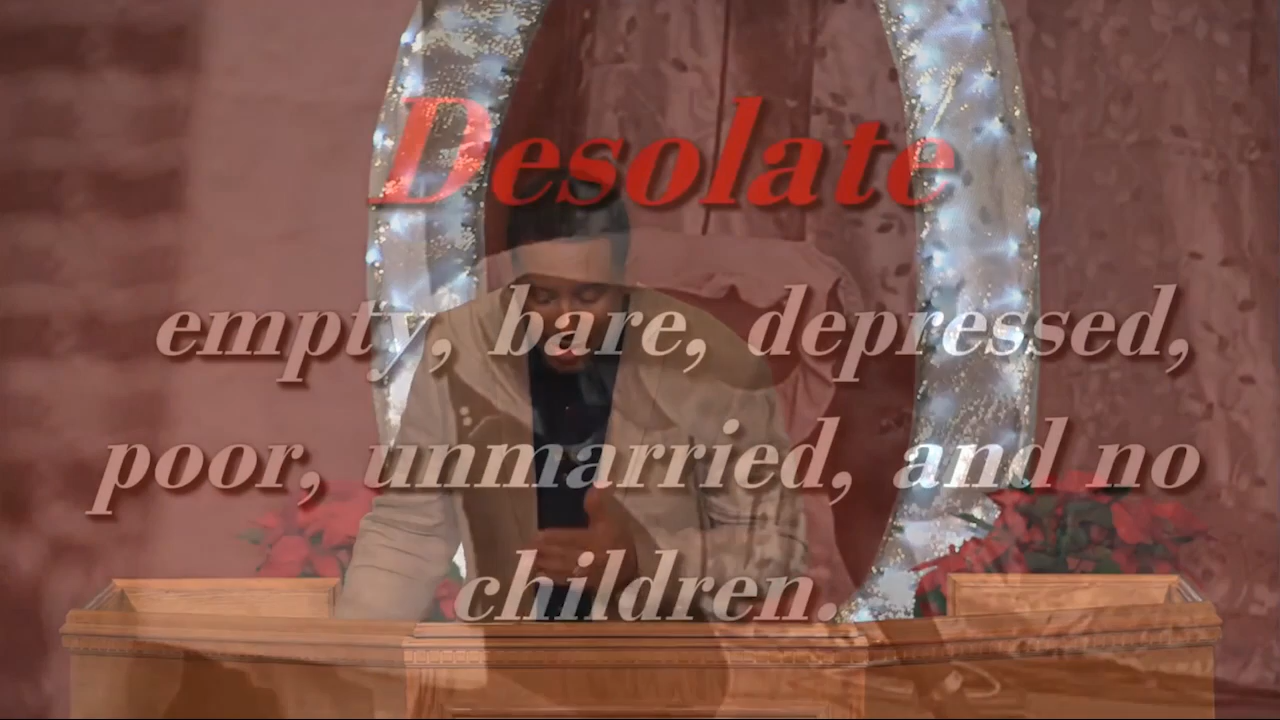 Desolate
empty, bare, depressed,
poor, unmarried, and no
children.